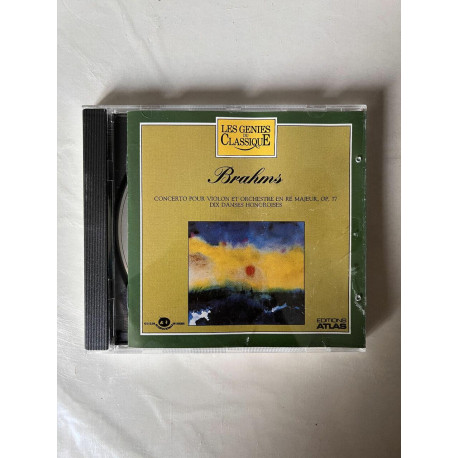 LES GENIES
DU
CLASSIQUE
Brahms
CONCERTO POUR VIOLON ET ORCHESTRE EN RÉ MAJEUR, OP. 77
DIX DANSES HONGROISES
EDITIONS
ATLAS